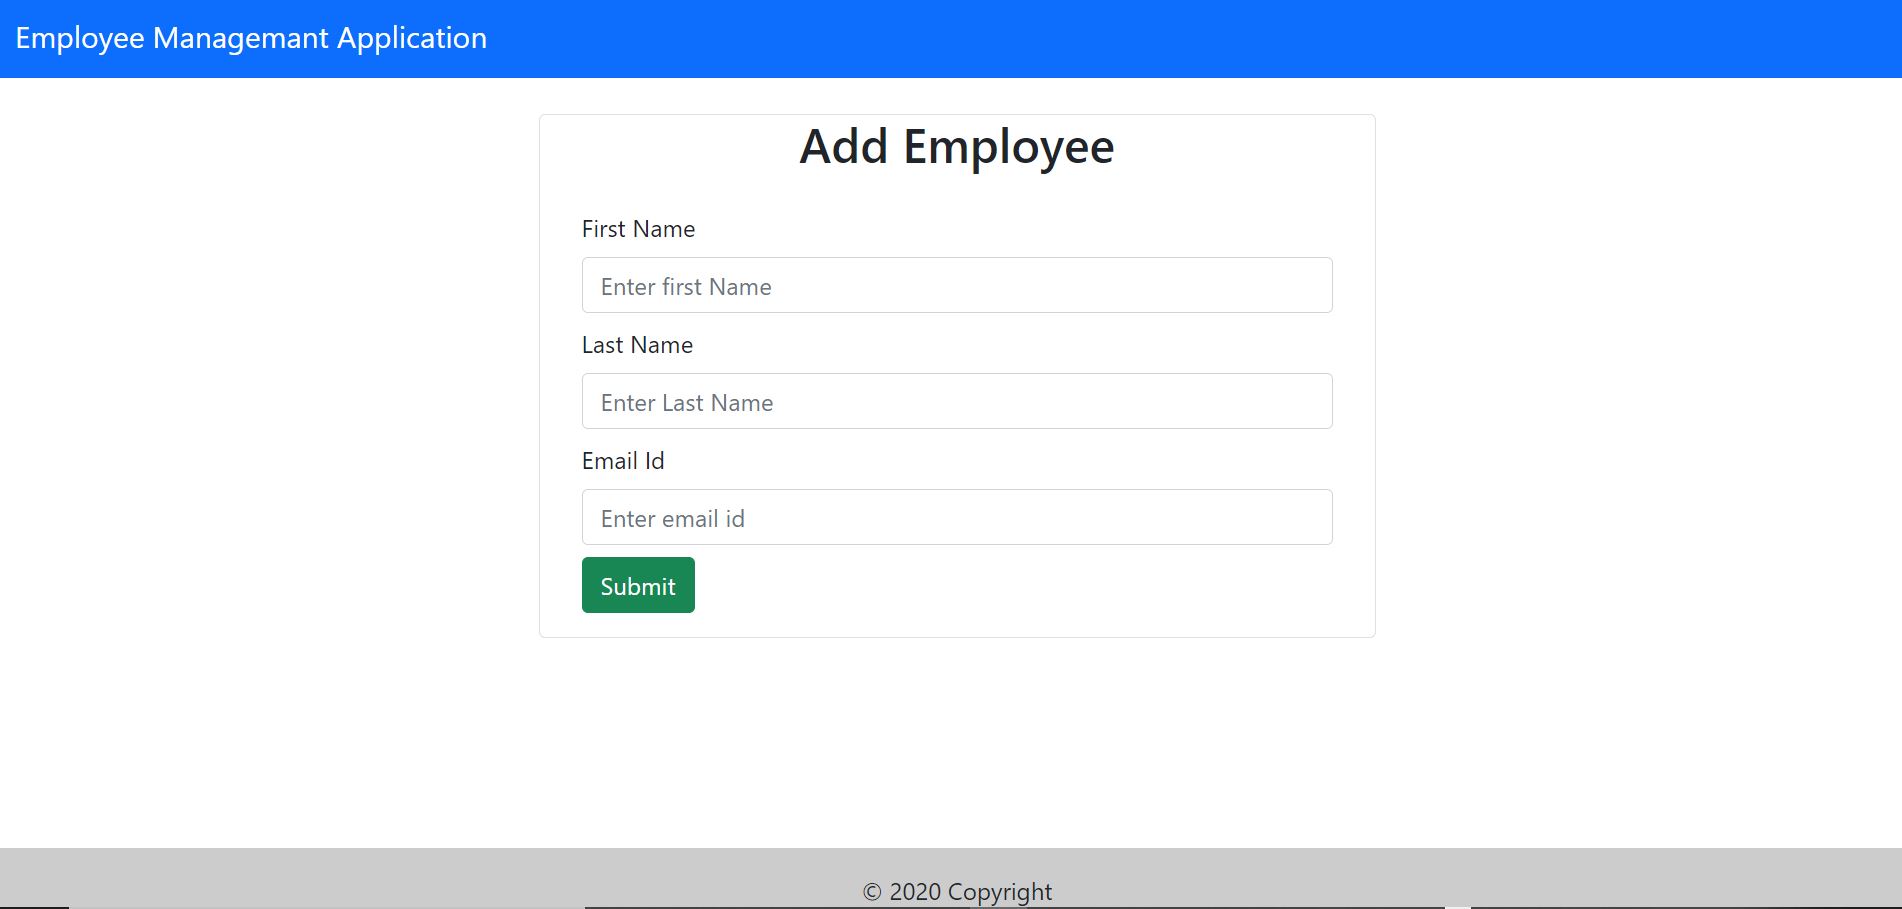 Employee Managemant Application
Add Employee
First Name
Enter first Name
Last Name
Enter Last Name
Email Id
Enter email id
Submit
© 2020 Copyright